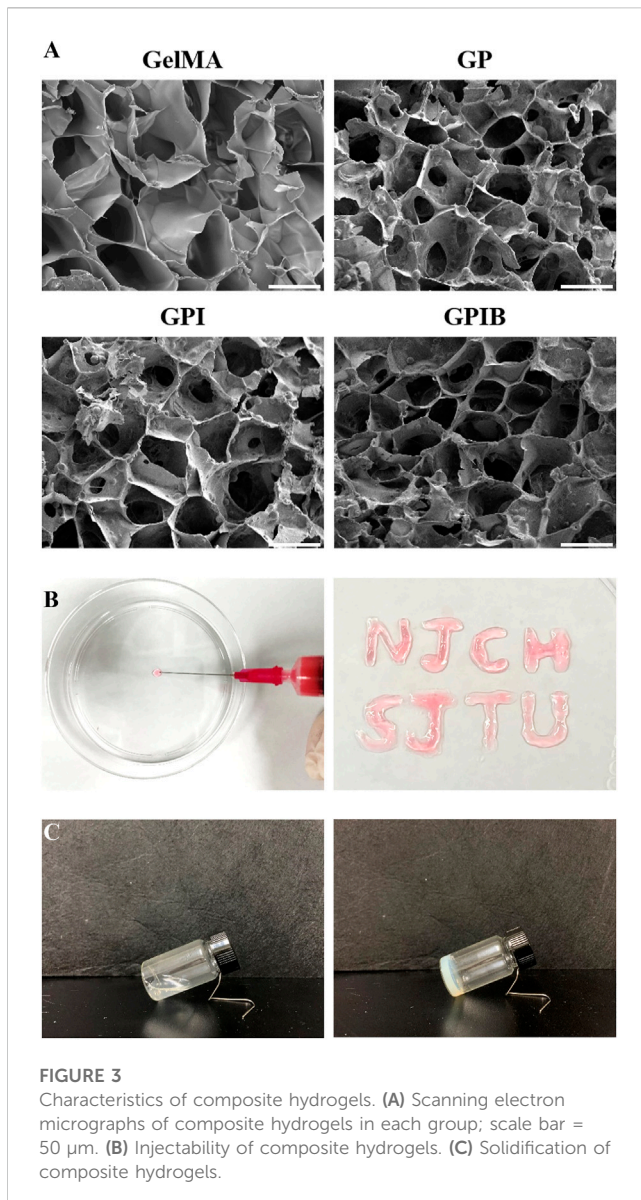 A
GelMA
GP
GPI
GPIB
B
NJCH
SJTU
C
FIGURE 3
Characteristics of composite hydrogels. (A) Scanning electron
micrographs of composite hydrogels in each group; scale bar =
50 µm. (B) Injectability of composite hydrogels. (C) Solidification of
composite hydrogels.